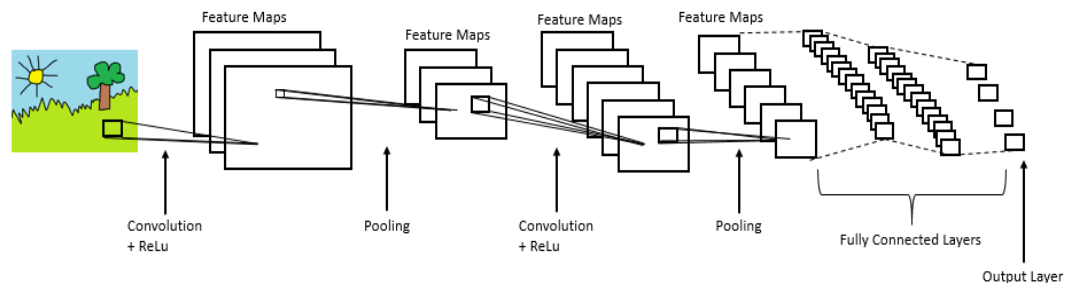 Feature Maps
Feature Maps
Feature Maps
Feature Maps
Convolution
+ ReLu
Pooling
Convolution
+ ReLu
Pooling
Fully Connected Layers
Output Layer